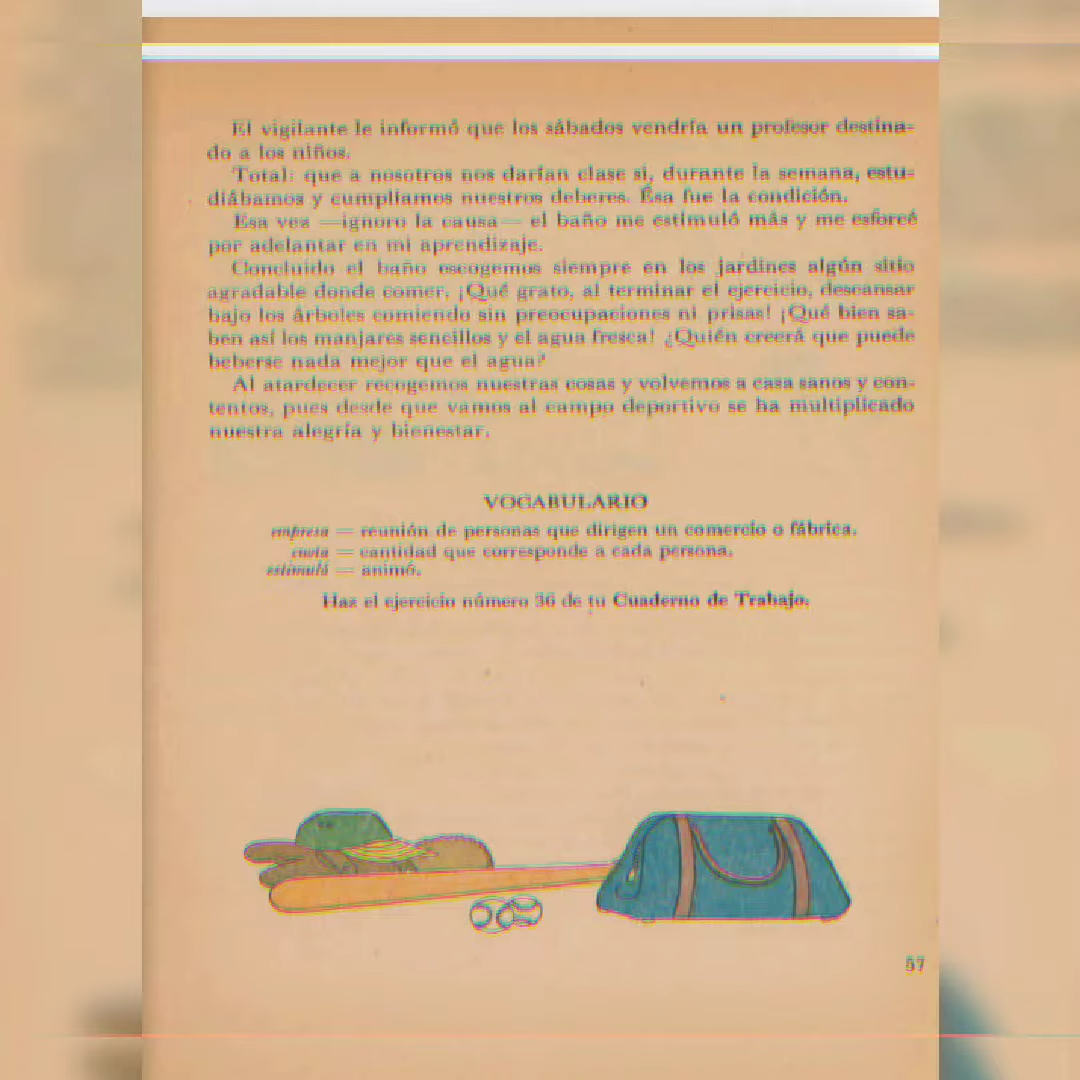 El vigilante le informó que los sábados vendría un profesor destina-
do a los niños.
Total: que a nosotros nos darían clase si, durante la semana, estu-
diábamos y cumplíamos nuestros deberes. Ésa fue la condición.
Esa vez —ignoro la causa— el baño me estimuló más y me esforcé
por adelantar en mi aprendizaje.
Concluido el baño escogemos siempre en los jardines algún sitio
agradable donde comer. ¡Qué grato, al terminar el ejercicio, descansar
bajo los árboles comiendo sin preocupaciones ni prisas! ¡Qué bien sa-
ben así los manjares sencillos y el agua fresca! ¿Quién creerá que puede
beberse nada mejor que el agua?
Al atardecer recogemos nuestras cosas y volvemos a casa sanos y con-
tentos, pues desde que vamos al campo deportivo se ha multiplicado
nuestra alegría y bienestar.
VOCABULARIO
empresa — reunión de personas que dirigen un comercio o fábrica.
cuota — cantidad que corresponde a cada persona.
estimuló — animó.
Haz el ejercicio número 36 de tu Cuaderno de Trabajo.
57